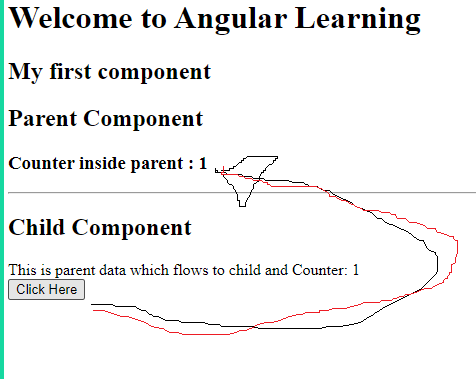 Welcome to Angular Learning
My first component
Parent Component
Counter inside parent : 1
Child Component
This is parent data which flows to child and Counter: 1
Click Here